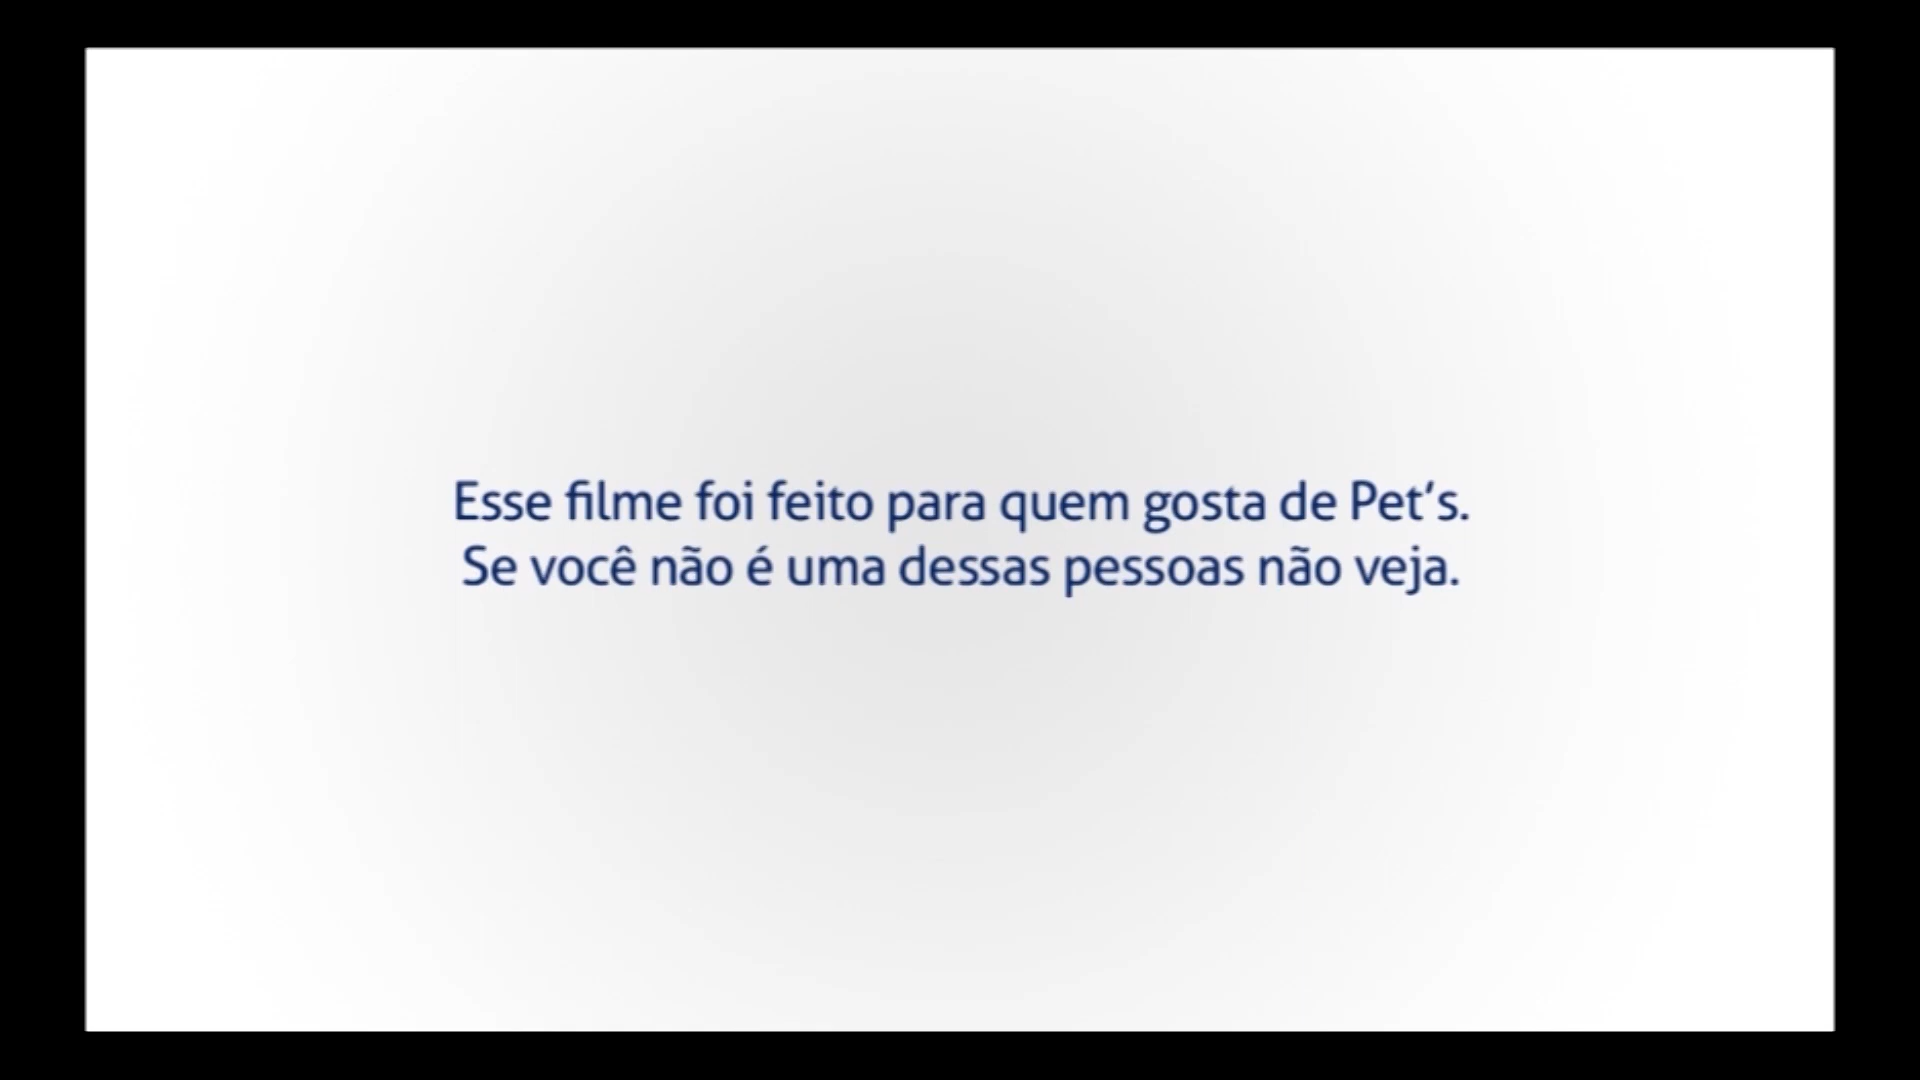 Esse filme foi feito para quem gosta de Pet's.
Se você não é uma dessas pessoas não veja.